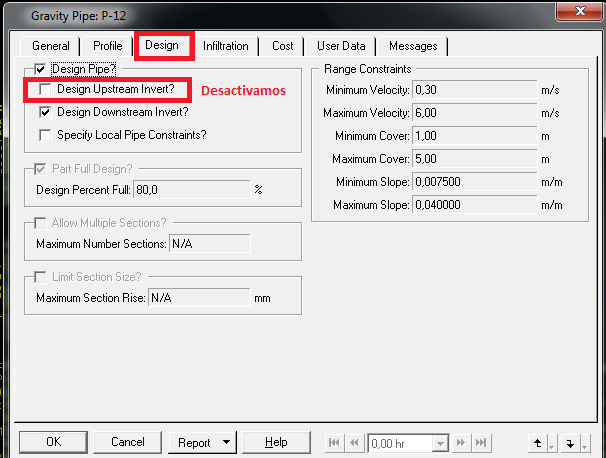 Gravity Pipe: P-12
General Profile Design Infiltration Cost User Data Messages
Design Pipe?
Design Upstream Invert? Desactivamos
Design Downstream Invert?
Specify Local Pipe Constraints?
Part Full Design?
Design Percent Full: 80,0 %
Allow Multiple Sections?
Maximum Number Sections: N/A
Limit Section Size?
Maximum Section Rise: N/A mm
Range Constraints
Minimum Velocity: 0,30 m/s
Maximum Velocity: 6,00 m/s
Minimum Cover: 1,00 m
Maximum Cover: 5,00 m
Minimum Slope: 0,007500 m/m
Maximum Slope: 0,040000 m/m
OK Cancel Report Help 0,00 hr